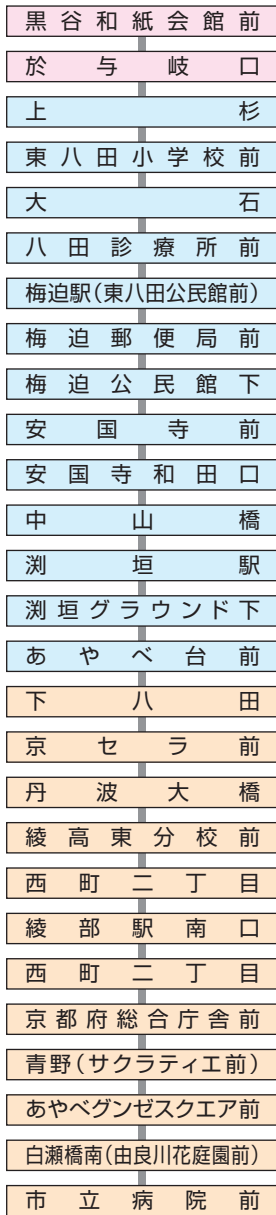 黒谷和紙会館前
於与岐口
上杉
東八田小学校前
大石
八田診療所前
梅迫駅(東八田公民館前)
梅迫郵便局前
梅迫公民館下
安国寺前
安国寺和田口
中山橋
渕垣駅
渕垣グラウンド下
あやべ台前
下八田
京セラ前
丹波大橋
綾高東分校前
西町二丁目
綾部駅南口
西町二丁目
京都府総合庁舎前
青野(サクラティエ前)
あやべグンゼスクエア前
白瀬橋南(由良川花庭園前)
市立病院前